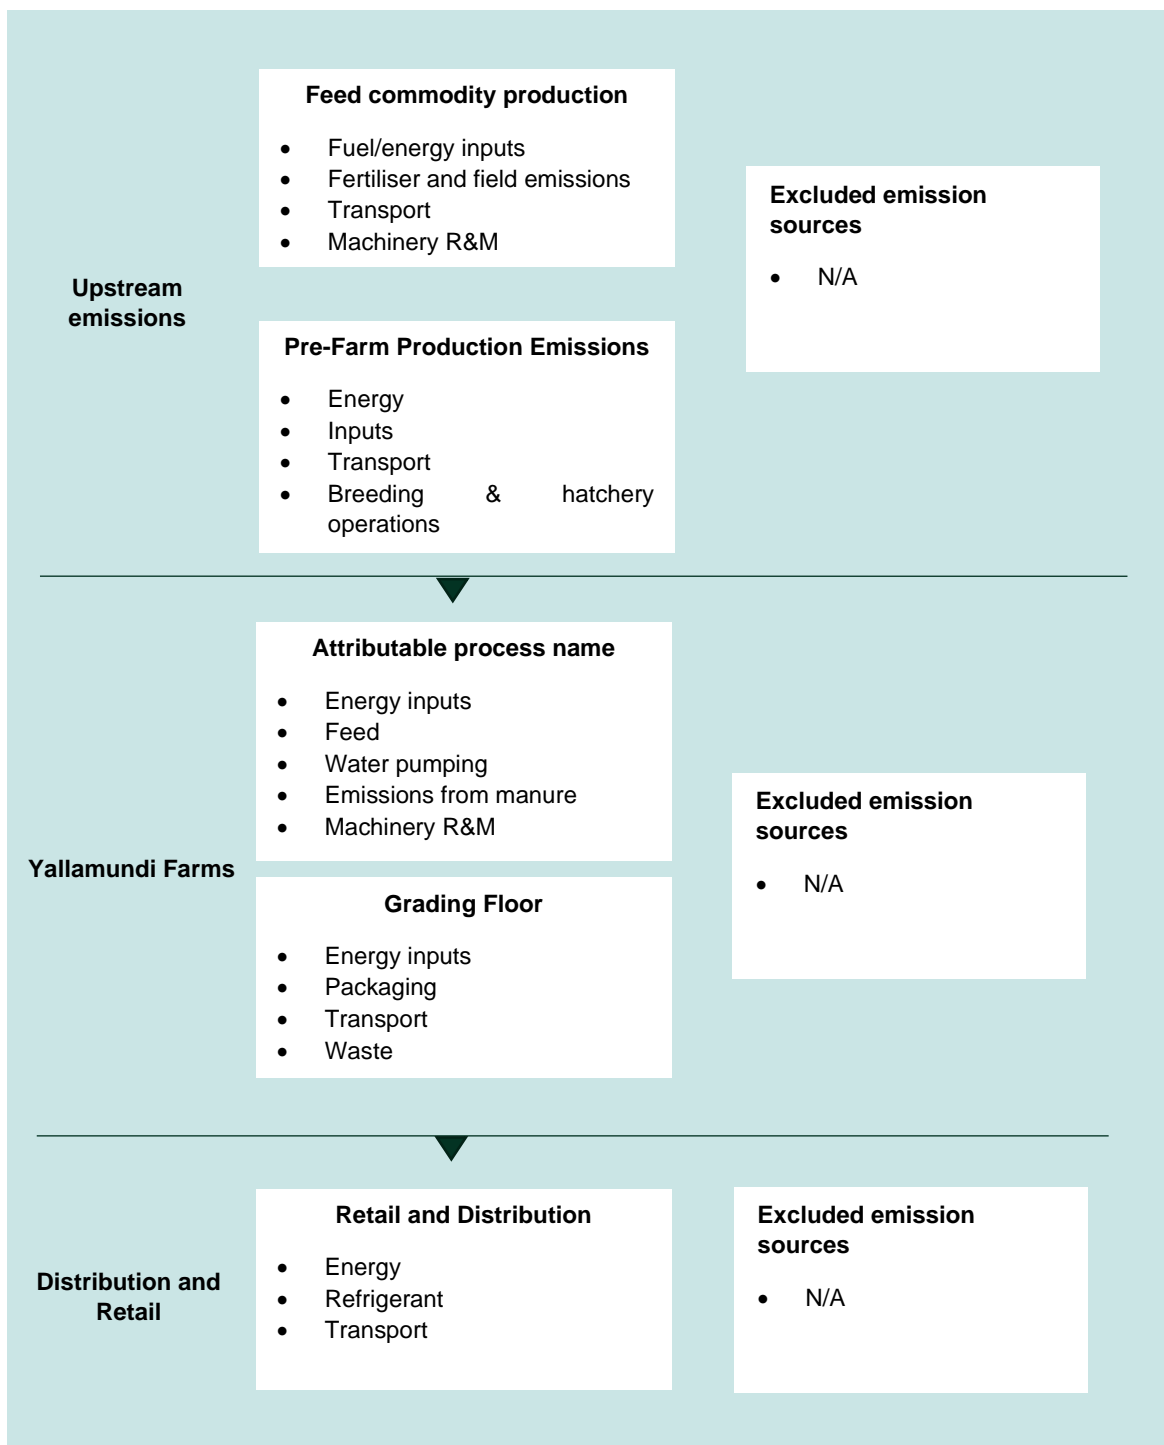 Feed commodity production
• Fuel/energy inputs
• Fertiliser and field emissions
• Transport
• Machinery R&M
Upstream
emissions
Pre-Farm Production Emissions
• Energy
• Inputs
• Transport
• Breeding & hatchery
operations
Excluded emission
sources
• N/A
Yallamundi Farms
Attributable process name
• Energy inputs
• Feed
• Water pumping
• Emissions from manure
• Machinery R&M
Grading Floor
• Energy inputs
• Packaging
• Transport
• Waste
Excluded emission
sources
• N/A
Distribution and
Retail
Retail and Distribution
• Energy
• Refrigerant
• Transport
Excluded emission
sources
• N/A